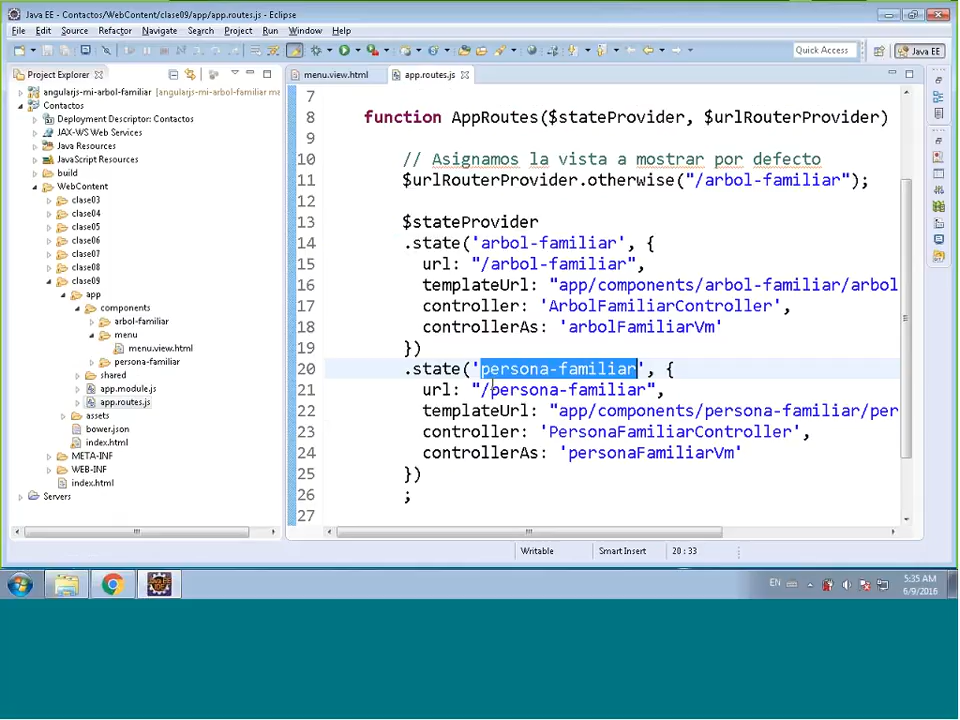 Java EE - Contactos/WebContent/clase09/app/app.routes.js - Eclipse
File Edit Source Refactor Navigate Search Project Run Window Help
Quick Access
Java EE
Project Explorer
menu.view.html
app.routes.js
angularjs-mi-arbol-familiar [angularjs-mi-arbol-familiar ma
Contactos
Deployment Descriptor: Contactos
JAX-WS Web Services
Java Resources
JavaScript Resources
build
WebContent
clase03
clase04
clase05
clase06
clase07
clase08
clase09
app
components
arbol-familiar
menu
menu.view.html
persona-familiar
shared
app.module.js
app.routes.js
assets
bower.json
index.html
META-INF
WEB-INF
index.html
Servers
7
8 function AppRoutes($stateProvider, $urlRouterProvider)
9
10 // Asignamos la vista a mostrar por defecto
11 $urlRouterProvider.otherwise("/arbol-familiar");
12
13 $stateProvider
14 .state('arbol-familiar', {
15 url: "/arbol-familiar",
16 templateUrl: "app/components/arbol-familiar/arbol
17 controller: 'ArbolFamiliarController',
18 controllerAs: 'arbolFamiliarVm'
19 })
20 .state('persona-familiar', {
21 url: "/persona-familiar",
22 templateUrl: "app/components/persona-familiar/per
23 controller: 'PersonaFamiliarController',
24 controllerAs: 'personaFamiliarVm'
25 })
26 ;
27
Writable Smart Insert 20 : 33
EN
5:35 AM
6/9/2016